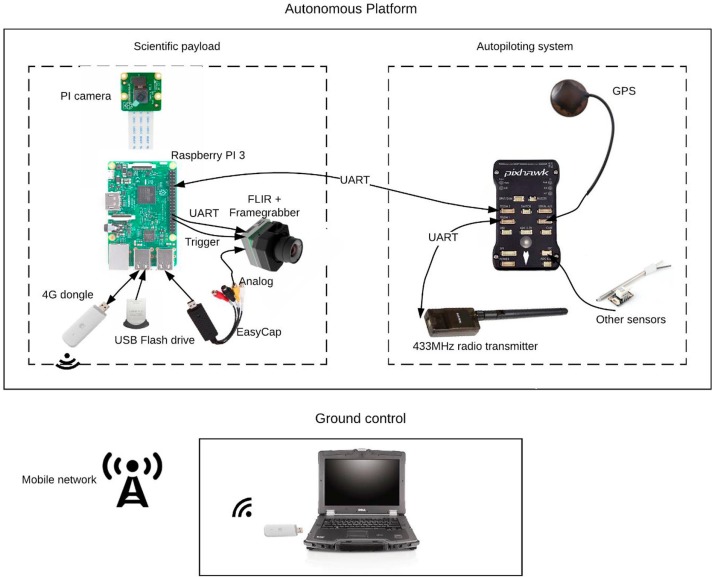 Autonomous Platform
Scientific payload
Autopiloting system
PI camera
GPS
Raspberry PI 3
pixhawk
UART
FLIR +
Framegrabber
UART
Trigger
UART
Analog
4G dongle
EasyCap
USB Flash drive
Other sensors
433MHz radio transmitter
Ground control
Mobile network
DELL